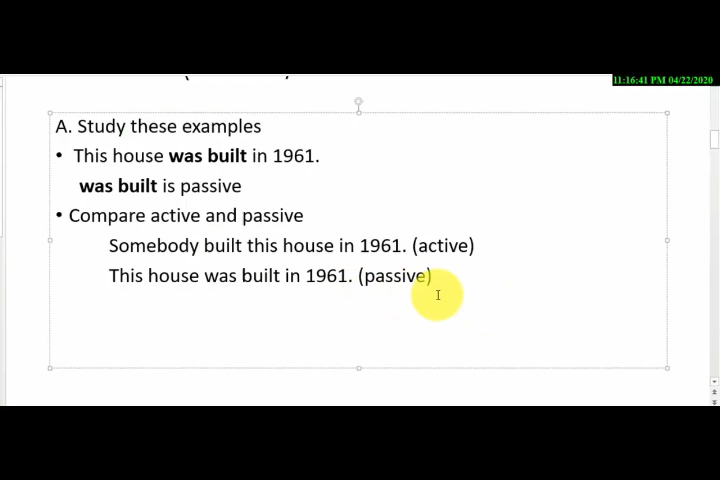 11:16:41 PM 04/22/2020
A. Study these examples
• This house was built in 1961.
was built is passive
• Compare active and passive
Somebody built this house in 1961. (active)
This house was built in 1961. (passive)